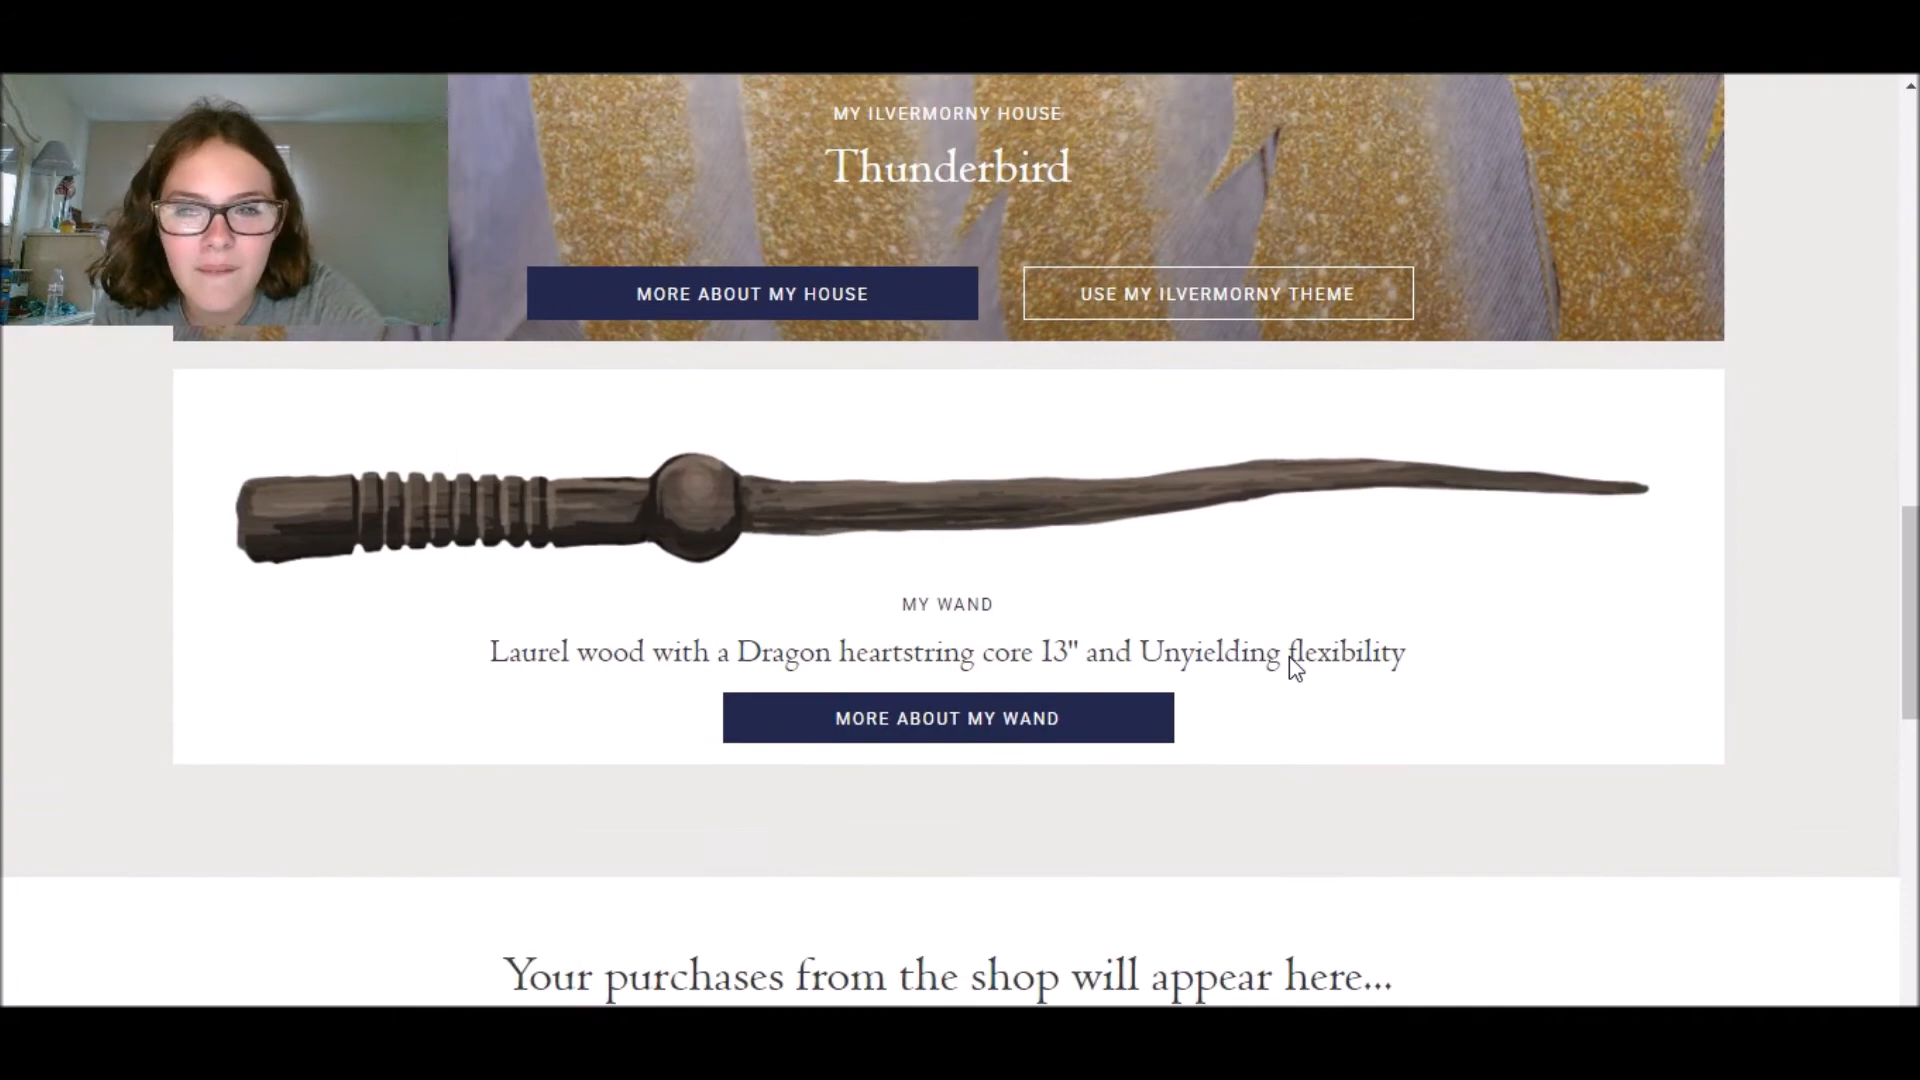 MY ILVERMORNY HOUSE
Thunderbird
MORE ABOUT MY HOUSE
USE MY ILVERMORNY THEME
MY WAND
Laurel wood with a Dragon heartstring core 13" and Unyielding flexibility
MORE ABOUT MY WAND
Your purchases from the shop will appear here...